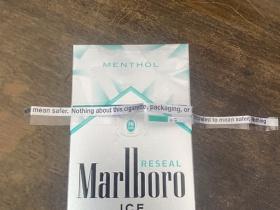 MENTHOL
mean safer. Nothing about this cigarette, packaging, or
to mean safer. Nothing
RESEAL
Marlboro
ICE